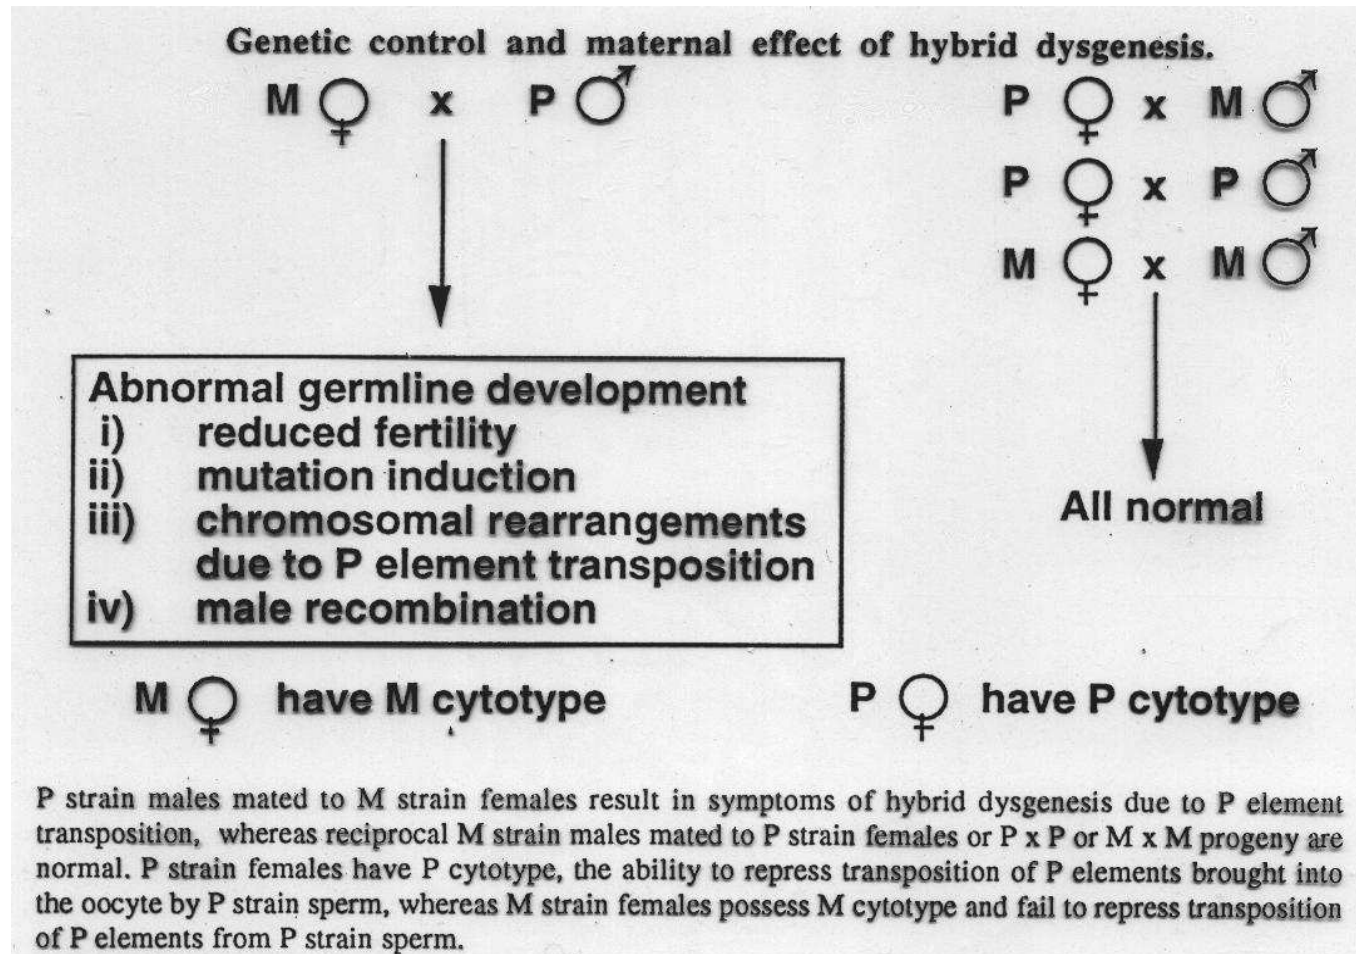 Genetic control and maternal effect of hybrid dysgenesis.
M ♀ x P ♂
P ♀ x M ♂
P ♀ x P ♂
M ♀ x M ♂
Abnormal germline development
i) reduced fertility
ii) mutation induction
iii) chromosomal rearrangements
due to P element transposition
iv) male recombination
All normal
M ♀ have M cytotype
P ♀ have P cytotype
P strain males mated to M strain females result in symptoms of hybrid dysgenesis due to P element
transposition, whereas reciprocal M strain males mated to P strain females or P x P or M x M progeny are
normal. P strain females have P cytotype, the ability to repress transposition of P elements brought into
the oocyte by P strain sperm, whereas M strain females possess M cytotype and fail to repress transposition
of P elements from P strain sperm.